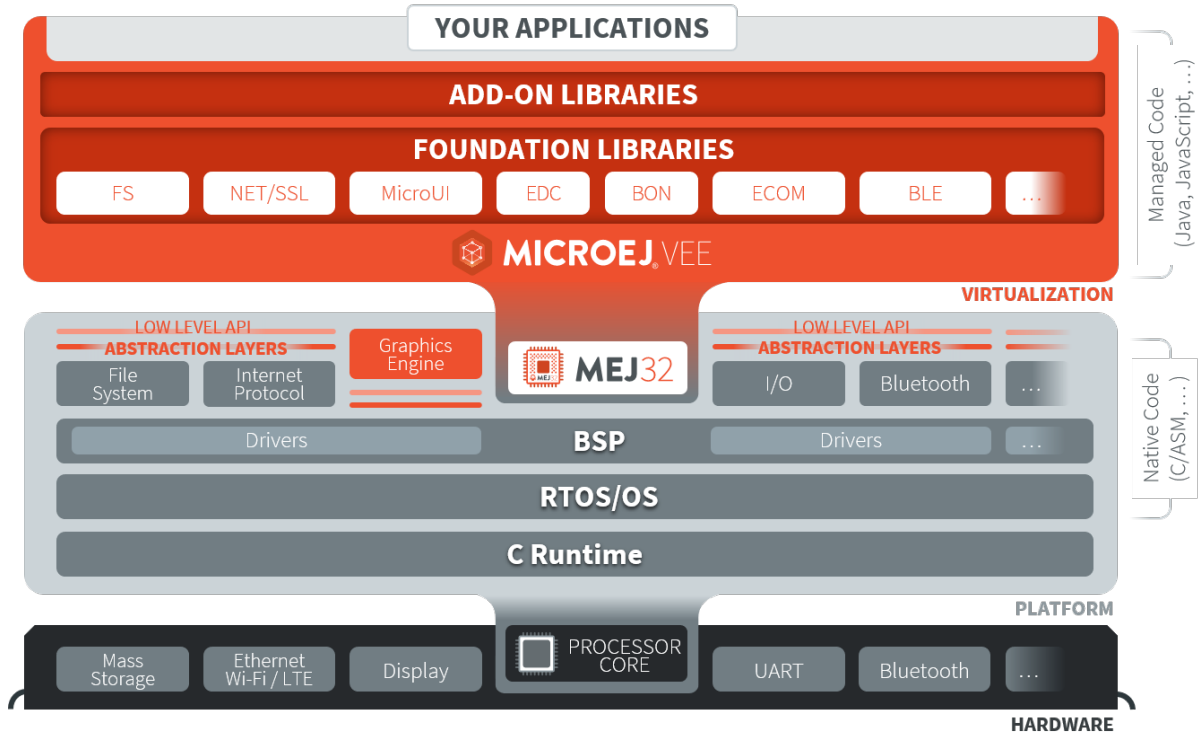 YOUR APPLICATIONS
ADD-ON LIBRARIES
FOUNDATION LIBRARIES
FS
NET/SSL
MicroUI
EDC
BON
ECOM
BLE
...
MICROEJ® VEE
Managed Code
(Java, JavaScript, ...)
VIRTUALIZATION
LOW LEVEL API
ABSTRACTION LAYERS
File
System
Internet
Protocol
Graphics
Engine
MEJ
MEJ32
LOW LEVEL API
ABSTRACTION LAYERS
I/O
Bluetooth
...
Drivers
BSP
Drivers
...
RTOS/OS
C Runtime
Native Code
(C/ASM, ...)
PLATFORM
Mass
Storage
Ethernet
Wi-Fi / LTE
Display
PROCESSOR
CORE
UART
Bluetooth
...
HARDWARE